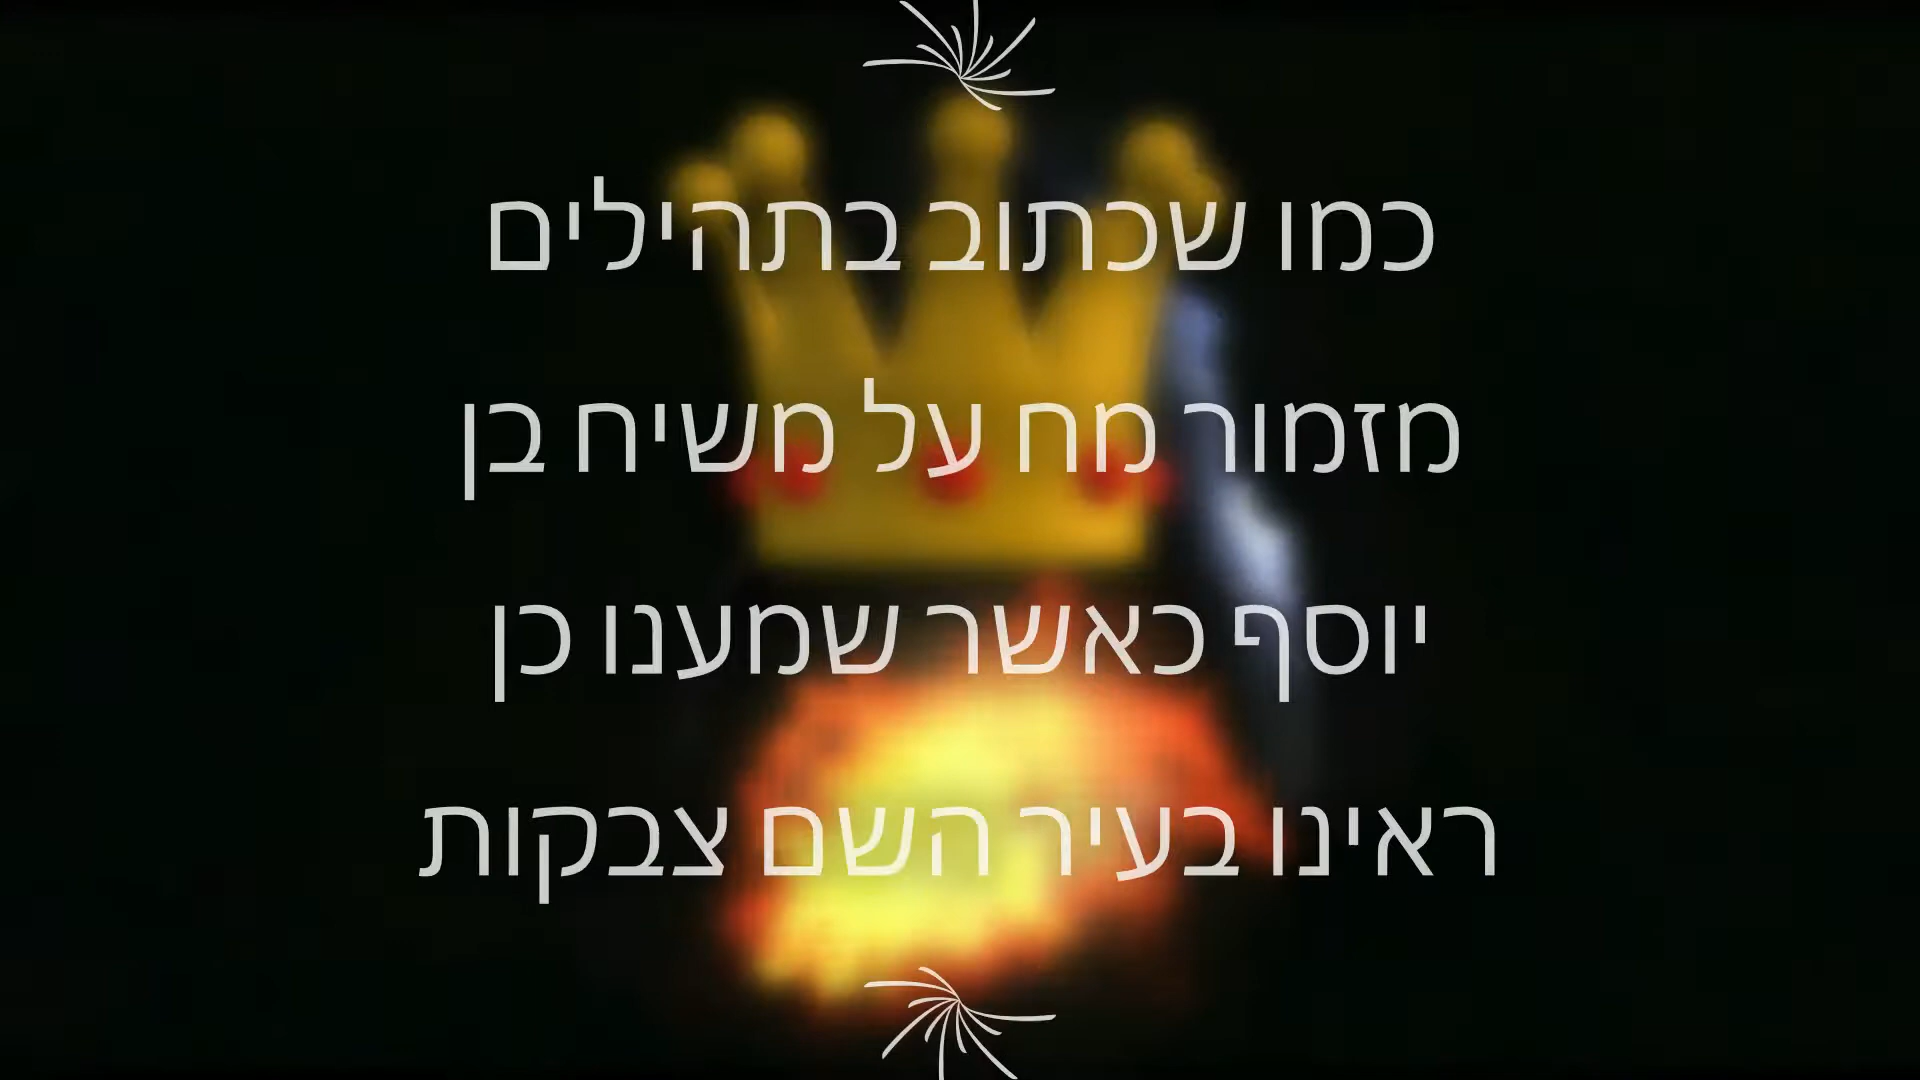 כמו שכתוב בתהילים
מזמור מח על משיח בן
יוסף כאשר שמענו כן
ראינו בעיר השם צבקות